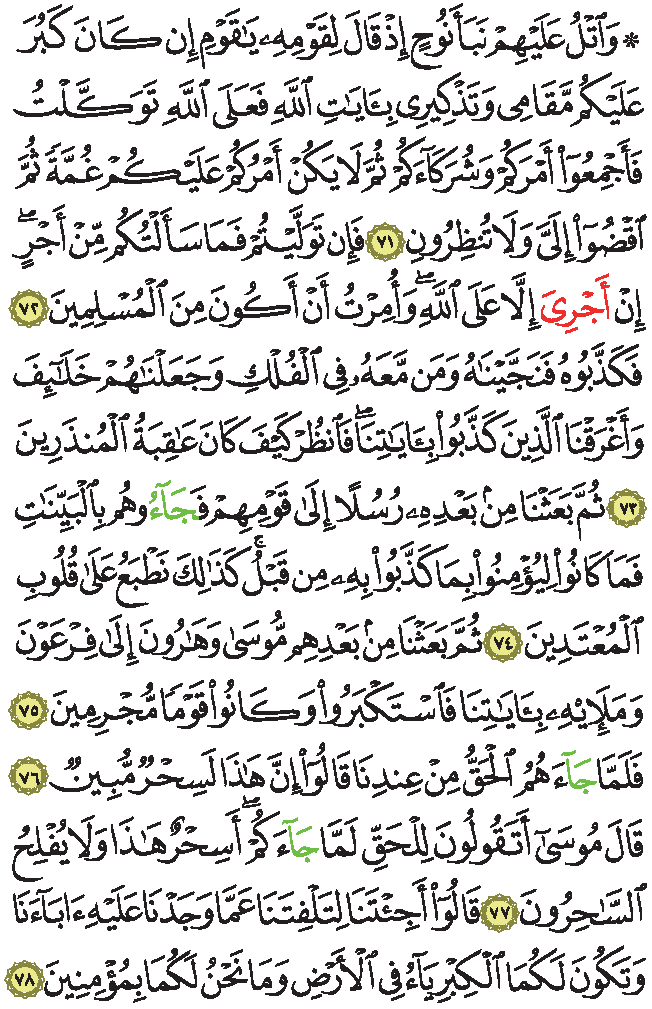 * وَٱتۡلُ عَلَيۡهِمۡ نَبَأَ نُوحٍ إِذۡ قَالَ لِقَوۡمِهِۦ يَٰقَوۡمِ إِن كَانَ كَبُرَ
عَلَيۡكُم مَّقَامِي وَتَذۡكِيرِي بِـَٔايَٰتِ ٱللَّهِ فَعَلَى ٱللَّهِ تَوَكَّلۡتُ
فَأَجۡمِعُوٓاْ أَمۡرَكُمۡ وَشُرَكَآءَكُمۡ ثُمَّ لَا يَكُنۡ أَمۡرُكُمۡ عَلَيۡكُمۡ غُمَّةٗ ثُمَّ
ٱقۡضُوٓاْ إِلَيَّ وَلَا تُنظِرُونِ ٧١ فَإِن تَوَلَّيۡتُمۡ فَمَا سَأَلۡتُكُم مِّنۡ أَجۡرٍۖ
إِنۡ أَجۡرِيَ إِلَّا عَلَى ٱللَّهِۖ وَأُمِرۡتُ أَنۡ أَكُونَ مِنَ ٱلۡمُسۡلِمِينَ ٧٢
فَكَذَّبُوهُ فَنَجَّيۡنَٰهُ وَمَن مَّعَهُۥ فِي ٱلۡفُلۡكِ وَجَعَلۡنَٰهُمۡ خَلَٰٓئِفَ
وَأَغۡرَقۡنَا ٱلَّذِينَ كَذَّبُواْ بِـَٔايَٰتِنَاۖ فَٱنظُرۡ كَيۡفَ كَانَ عَٰقِبَةُ ٱلۡمُنذَرِينَ
٧٣ ثُمَّ بَعَثۡنَا مِنۢ بَعۡدِهِۦ رُسُلًا إِلَىٰ قَوۡمِهِمۡ فَجَآءُوهُم بِٱلۡبَيِّنَٰتِ
فَمَا كَانُواْ لِيُؤۡمِنُواْ بِمَا كَذَّبُواْ بِهِۦ مِن قَبۡلُۚ كَذَٰلِكَ نَطۡبَعُ عَلَىٰ قُلُوبِ
ٱلۡمُعۡتَدِينَ ٧٤ ثُمَّ بَعَثۡنَا مِنۢ بَعۡدِهِم مُّوسَىٰ وَهَٰرُونَ إِلَىٰ فِرۡعَوۡنَ
وَمَلَإِيْهِۦ بِـَٔايَٰتِنَا فَٱسۡتَكۡبَرُواْ وَكَانُواْ قَوۡمٗا مُّجۡرِمِينَ ٧٥
فَلَمَّا جَآءَهُمُ ٱلۡحَقُّ مِنۡ عِندِنَا قَالُوٓاْ إِنَّ هَٰذَا لَسِحۡرٞ مُّبِينٞ ٧٦
قَالَ مُوسَىٰٓ أَتَقُولُونَ لِلۡحَقِّ لَمَّا جَآءَكُمۡۖ أَسِحۡرٌ هَٰذَا وَلَا يُفۡلِحُ
ٱلسَّٰحِرُونَ ٧٧ قَالُوٓاْ أَجِئۡتَنَا لِتَلۡفِتَنَا عَمَّا وَجَدۡنَا عَلَيۡهِ ءَابَآءَنَا
وَتَكُونَ لَكُمَا ٱلۡكِبۡرِيَآءُ فِي ٱلۡأَرۡضِ وَمَا نَحۡنُ لَكُمَا بِمُؤۡمِنِينَ ٧٨